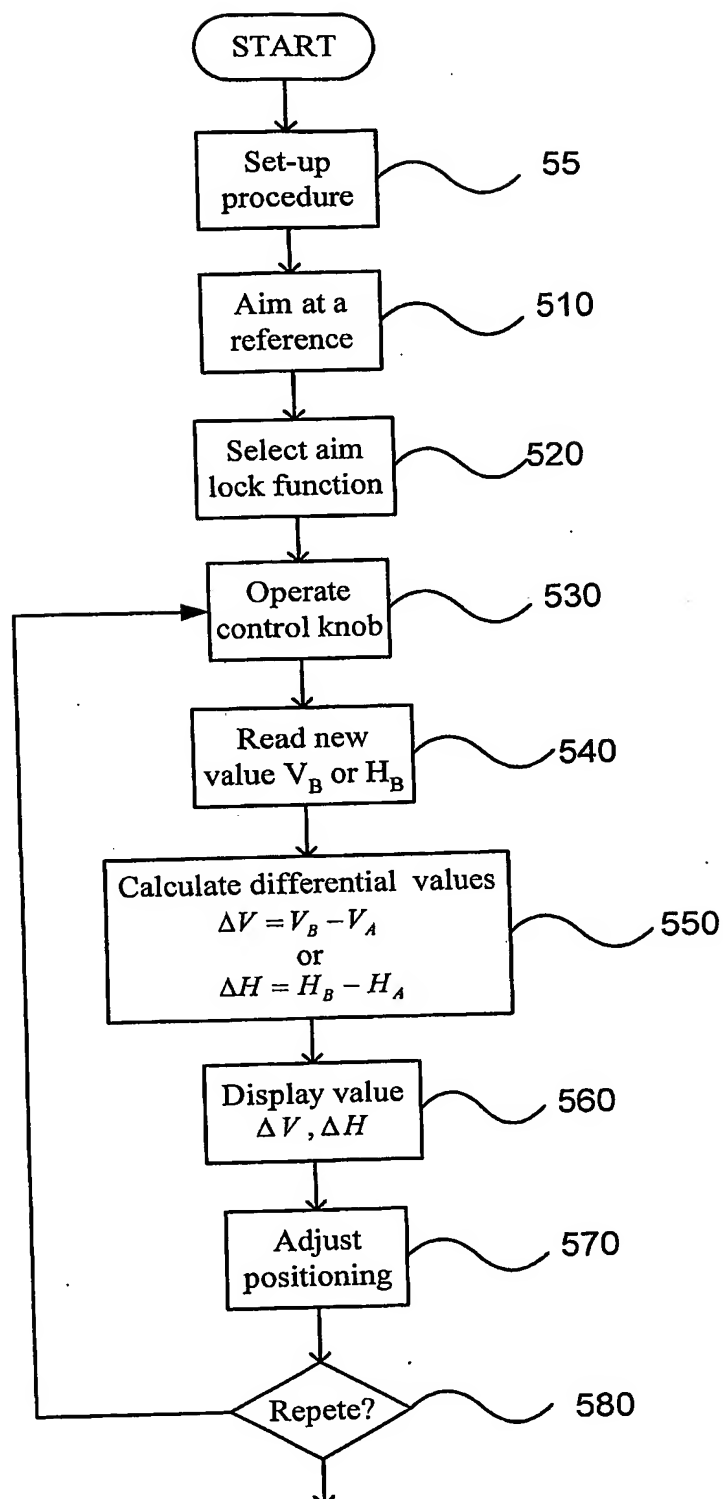 START
Set-up
procedure
55
Aim at a
reference
510
Select aim
lock function
520
Operate
control knob
530
Read new
value V_B or H_B
540
Calculate differential values
ΔV = V_B − V_A
or
ΔH = H_B − H_A
550
Display value
ΔV, ΔH
560
Adjust
positioning
570
Repete?
580